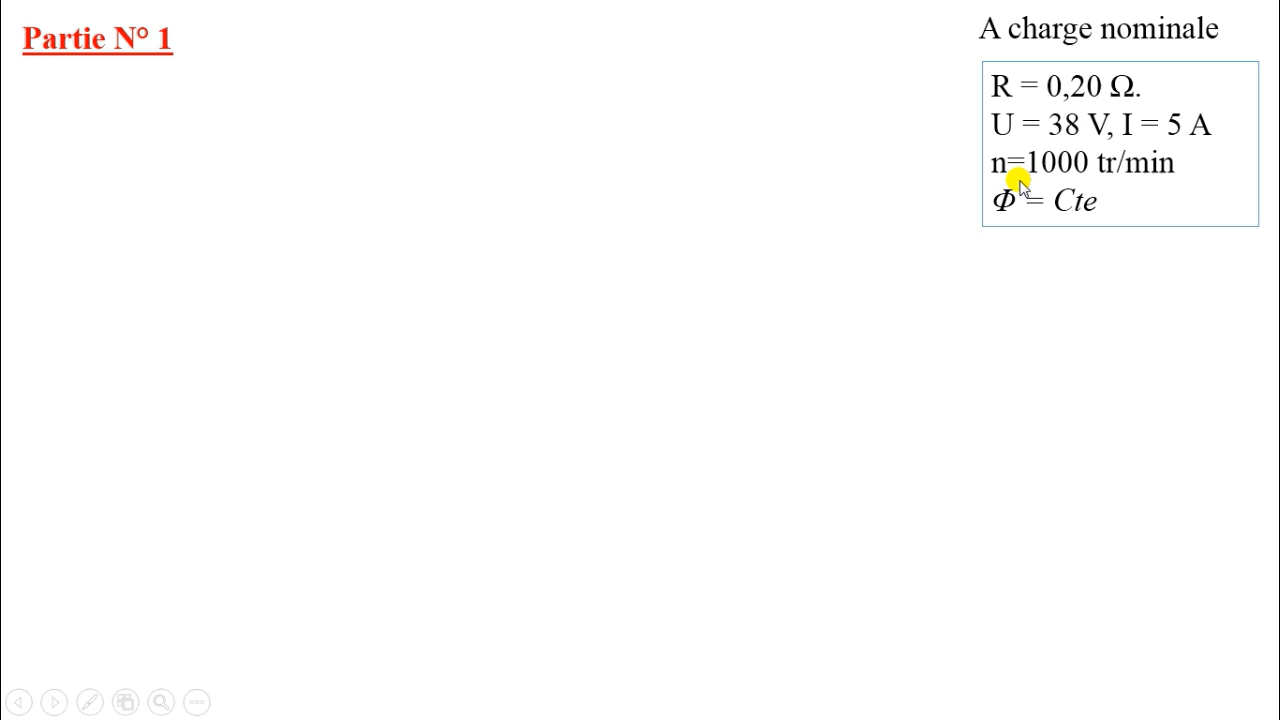 Partie N° 1
A charge nominale
R = 0,20 Ω.
U = 38 V, I = 5 A
n=1000 tr/min
Φ = Cte